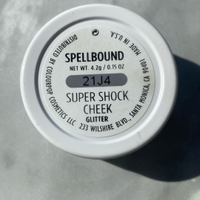 SPELLBOUND
NET WT. 4.2g / 0.15 OZ
21J4
SUPER SHOCK
CHEEK
GLITTER
DISTRIBUTED BY COLOURPOP COSMETICS LLC . 233 WILSHIRE BLVD., SANTA MONICA, CA 90401 . MADE IN U.S.A.